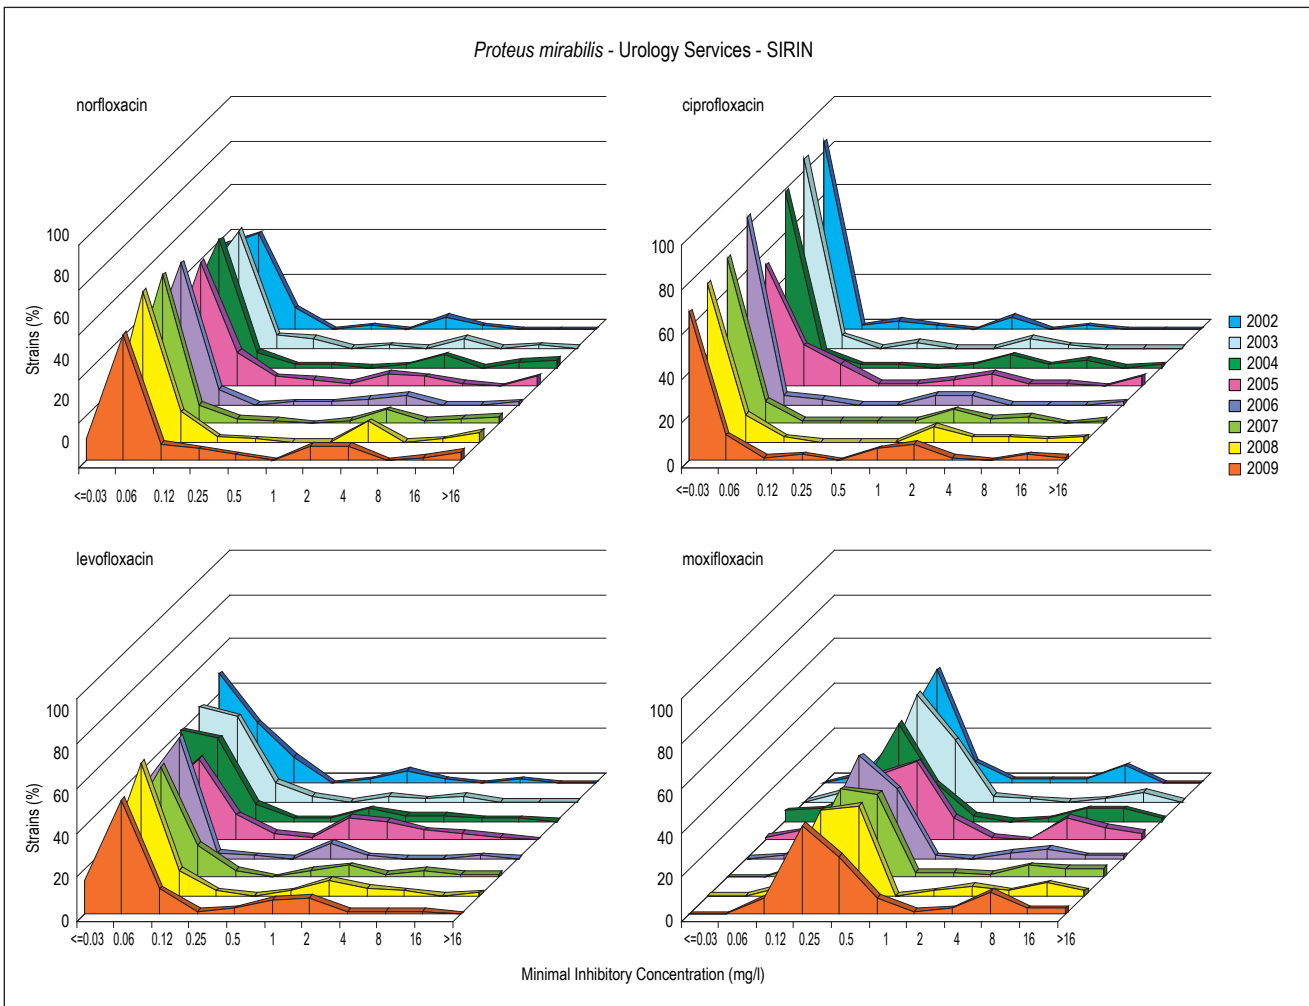 Proteus mirabilis - Urology Services - SIRIN
norfloxacin
100
80
60
40
20
0
Strains (%)
<=0.03 0.06 0.12 0.25 0.5 1 2 4 8 16 >16
ciprofloxacin
100
80
60
40
20
0
<=0.03 0.06 0.12 0.25 0.5 1 2 4 8 16 >16
2002
2003
2004
2005
2006
2007
2008
2009
levofloxacin
100
80
60
40
20
0
Strains (%)
<=0.03 0.06 0.12 0.25 0.5 1 2 4 8 16 >16
moxifloxacin
100
80
60
40
20
0
<=0.03 0.06 0.12 0.25 0.5 1 2 4 8 16 >16
Minimal Inhibitory Concentration (mg/l)